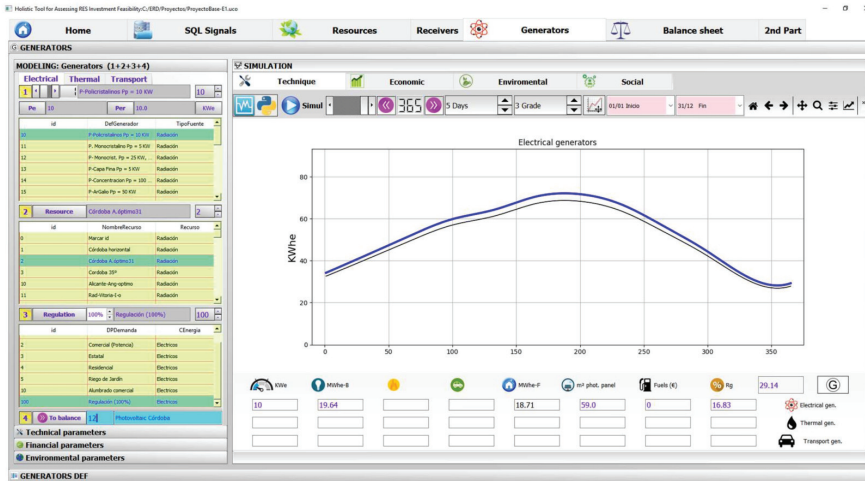 Holistic Tool for Assessing RES Investment Feasibility:C:/ERD/Proyectos/ProyectoBase-E1.uco
Home SQL Signals Resources Receivers Generators Balance sheet 2nd Part
GENERATORS
MODELING: Generators (1+2+3+4)
Electrical Thermal Transport
1 P-Policristalinos Pp = 10 KW 10
Pe 10 Per 10.0 KWe
id DefGenerador TipoFuente
10 P-Policristalinos Pp = 10 KW Radiación
11 P. Monocristalino Pp = 5 KW Radiación
12 P- Monocrist. Pp = 25 KW, ... Radiación
13 P-Capa Fina Pp = 5 KW Radiación
14 P-Concentracion Pp = 100 ... Radiación
15 P-ArGalio Pp = 50 KW Radiación
2 Resource Córdoba A.óptimo31 2
id NombreRecurso Recurso
0 Marcar id Radiación
1 Córdoba horizontal Radiación
2 Córdoba A.óptimo31 Radiación
3 Cordoba 35º Radiación
10 Alicante-Ang-optimo Radiación
11 Rad-Vitoria-I-o Radiación
3 Regulation 100% Regulación (100%) 100
id DPDemanda CEnergia
2 Comercial (Potencia) Electricos
3 Estatal Electricos
4 Residencial Electricos
5 Riego de Jardín Electricos
10 Alumbrado comercial Electricos
100 Regulación (100%) Electricos
4 To balance 12 Photovoltaic Córdoba
Technical parameters
Financial parameters
Environmental parameters
GENERATORS DEF
SIMULATION
Technique Economic Enviromental Social
Simul 365 5 Days 3 Grade 01/01 Inicio 31/12 Fin
Electrical generators
KWhe
80
60
40
20
0
0 50 100 150 200 250 300 350
KWe MWhe-B MWhe-F m² phot. panel Fuels (€) Rg 29.14 G
10 19.64 18.71 59.0 0 16.83 Electrical gen.
Thermal gen.
Transport gen.